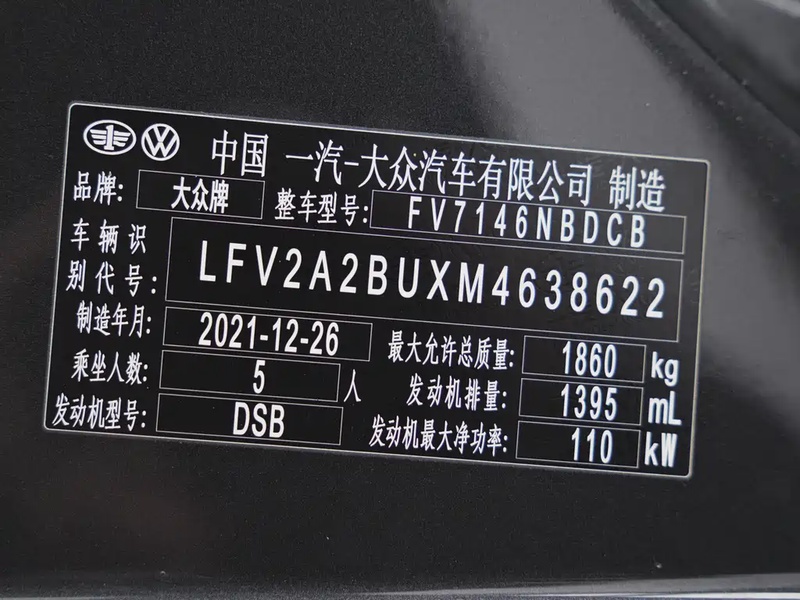 中国 一汽-大众汽车有限公司 制造
品牌: 大众牌 整车型号: FV7146NBDCB
车辆识别代号: LFV2A2BUXM4638622
制造年月: 2021-12-26 最大允许总质量: 1860 kg
乘坐人数: 5 人 发动机排量: 1395 mL
发动机型号: DSB 发动机最大净功率: 110 kW